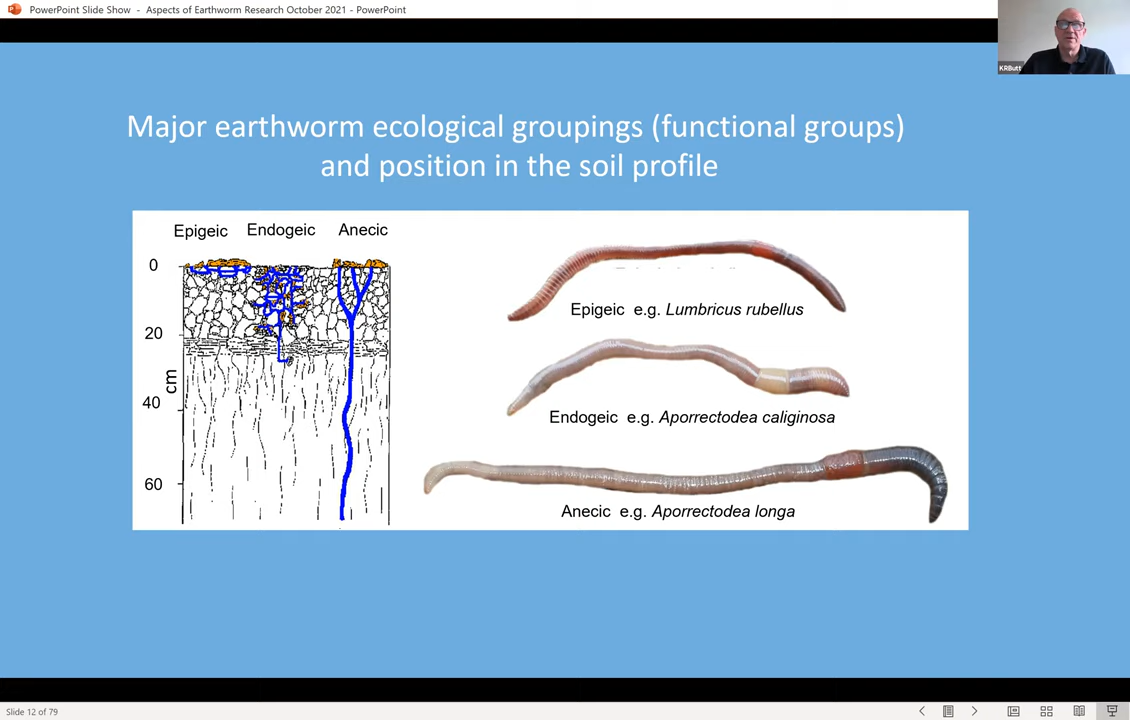 PowerPoint Slide Show - Aspects of Earthworm Research October 2021 - PowerPoint
KRButt
Major earthworm ecological groupings (functional groups)
and position in the soil profile
Epigeic Endogeic Anecic
0
20
cm
40
60
Epigeic e.g. Lumbricus rubellus
Endogeic e.g. Aporrectodea caliginosa
Anecic e.g. Aporrectodea longa
Slide 12 of 79